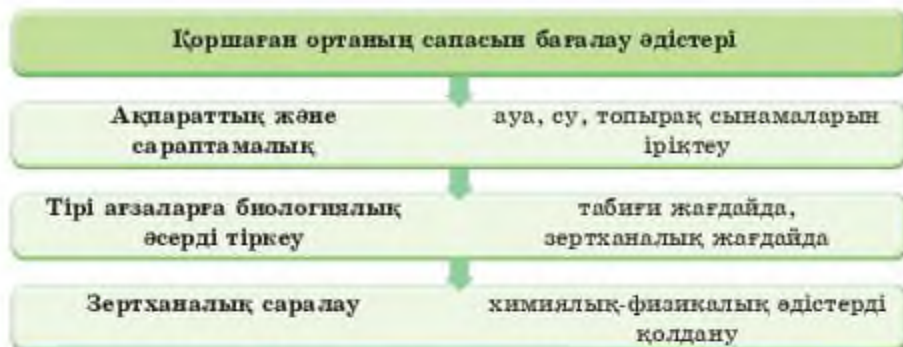 Қоршаған ортаның сапасын бағалау әдістері
Ақпараттық және
сараптамалық
ауа, су, топырақ сынамаларын
іріктеу
Тірі ағзаларға биологиялық
әсерді тіркеу
табиғи жағдайда,
зертханалық жағдайда
Зертханалық саралау
химиялық-физикалық әдістерді
қолдану